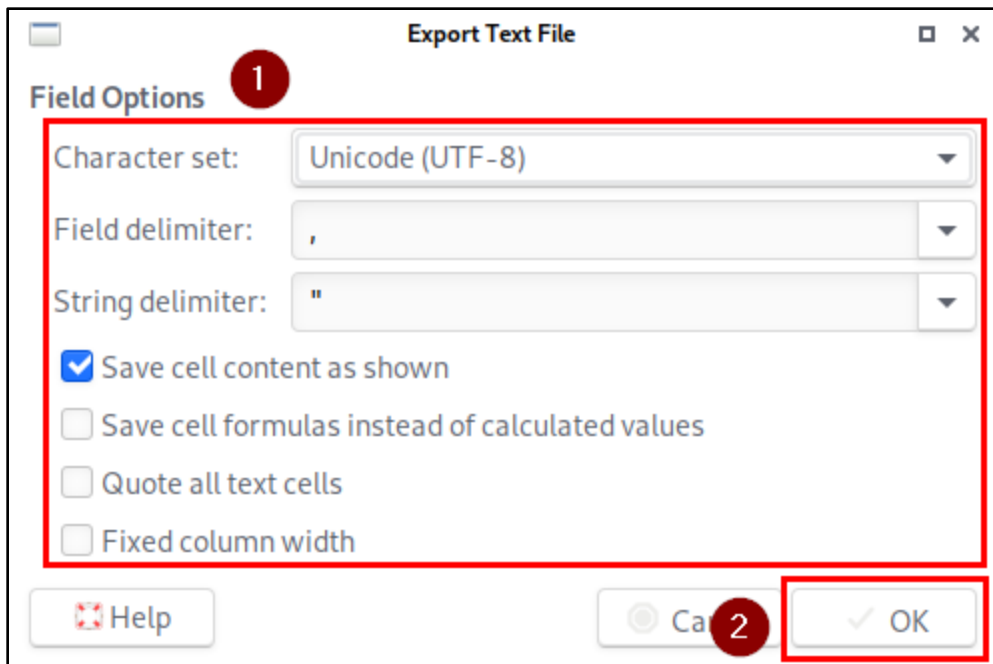 Export Text File
1
Field Options
Character set: Unicode (UTF-8)
Field delimiter: ,
String delimiter: "
Save cell content as shown
Save cell formulas instead of calculated values
Quote all text cells
Fixed column width
Help Ca 2 OK